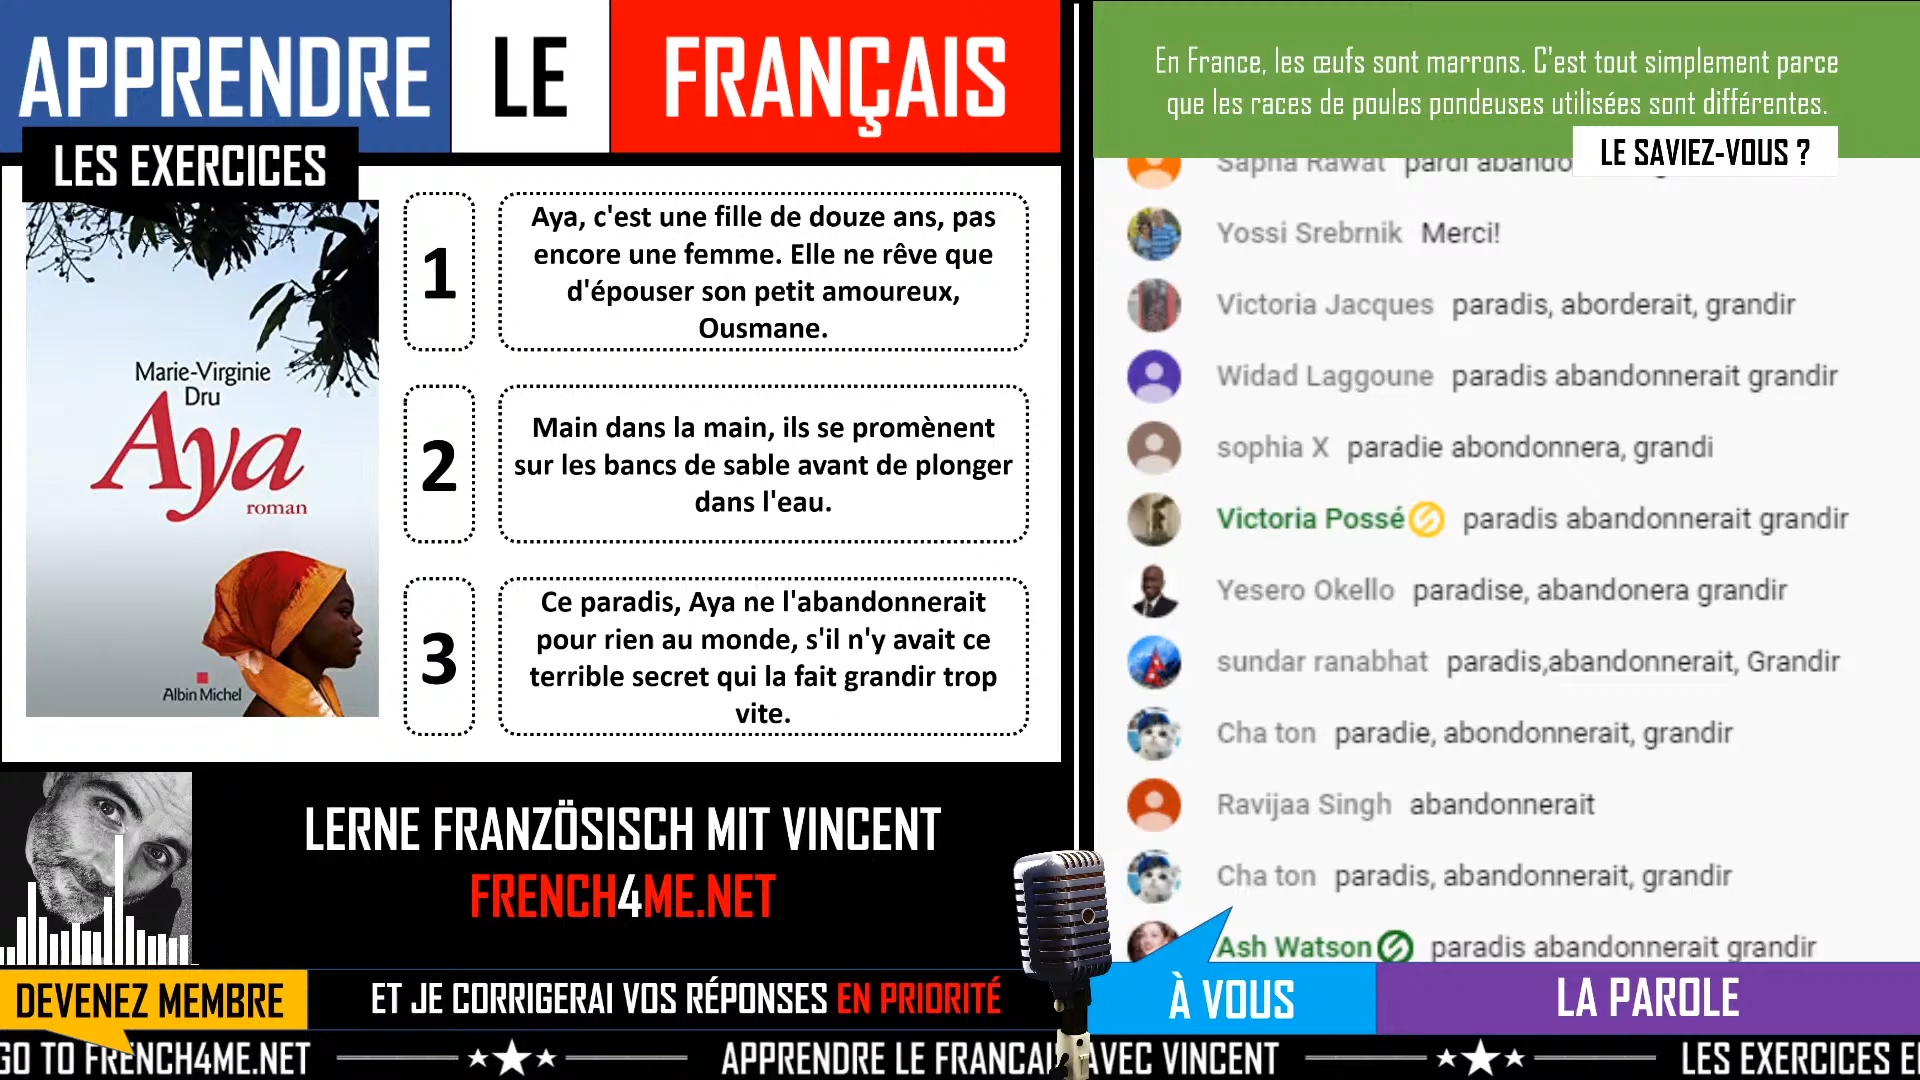 APPRENDRE LE FRANÇAIS
LES EXERCICES
Marie-Virginie
Dru
Aya
roman
Albin Michel
1
Aya, c'est une fille de douze ans, pas
encore une femme. Elle ne rêve que
d'épouser son petit amoureux,
Ousmane.
2
Main dans la main, ils se promènent
sur les bancs de sable avant de plonger
dans l'eau.
3
Ce paradis, Aya ne l'abandonnerait
pour rien au monde, s'il n'y avait ce
terrible secret qui la fait grandir trop
vite.
LERNE FRANZÖSISCH MIT VINCENT
FRENCH4ME.NET
DEVENEZ MEMBRE
ET JE CORRIGERAI VOS RÉPONSES EN PRIORITÉ
En France, les œufs sont marrons. C'est tout simplement parce
que les races de poules pondeuses utilisées sont différentes.
LE SAVIEZ-VOUS ?
Sapna Rawat pardi abando
Yossi Srebrnik Merci!
Victoria Jacques paradis, aborderait, grandir
Widad Laggoune paradis abandonnerait grandir
sophia X paradie abondonnera, grandi
Victoria Possé paradis abandonnerait grandir
Yesero Okello paradise, abandonera grandir
sundar ranabhat paradis,abandonnerait, Grandir
Cha ton paradie, abondonnerait, grandir
Ravijaa Singh abandonnerait
Cha ton paradis, abandonnerait, grandir
Ash Watson paradis abandonnerait grandir
À VOUS
LA PAROLE
GO TO FRENCH4ME.NET
APPRENDRE LE FRANCAI AVEC VINCENT
LES EXERCICES